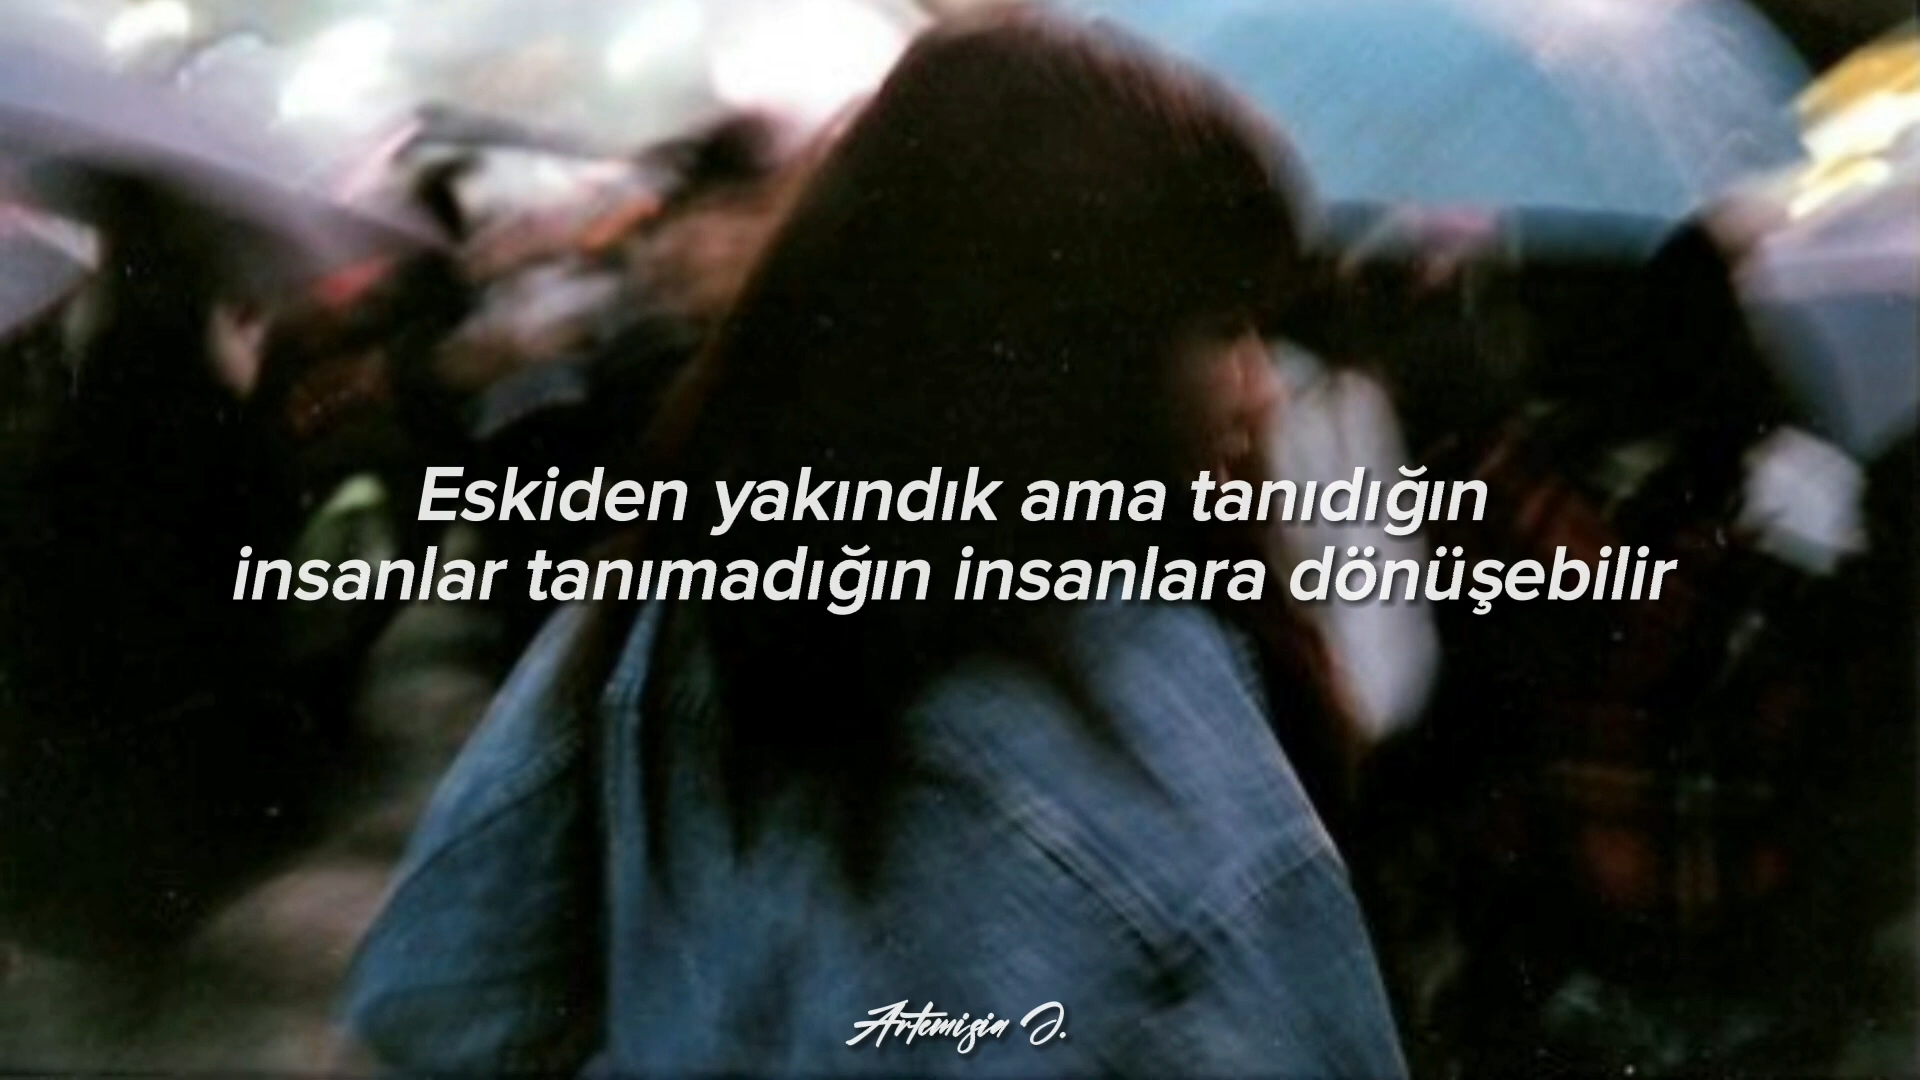 Eskiden yakındık ama tanıdığın
insanlar tanımadığın insanlara dönüşebilir
Artemisia J.